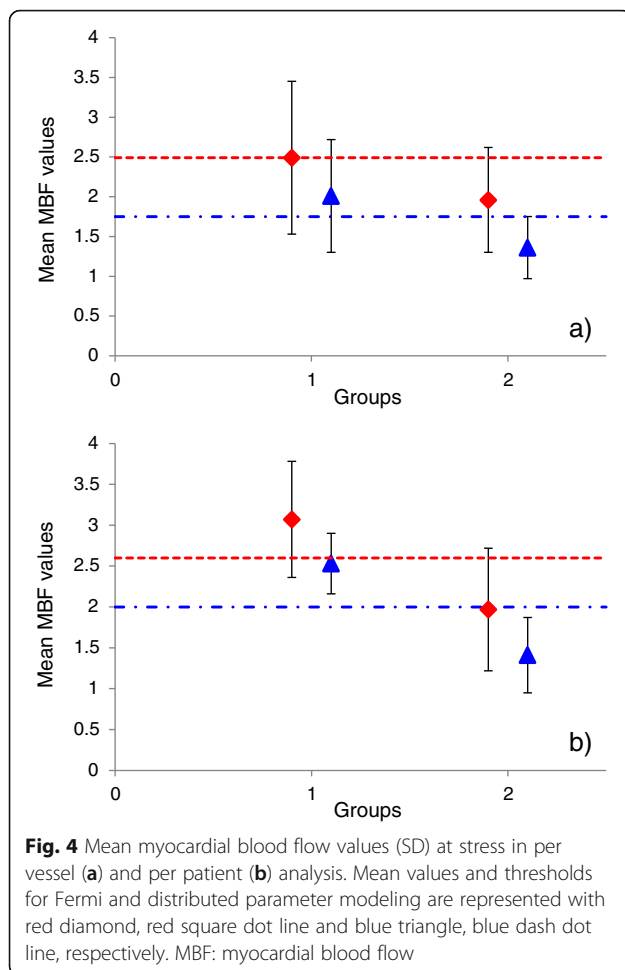 4
3.5
3
2.5
2
1.5
1
0.5
0
Mean MBF values
a)
0 1 2
Groups
4
3.5
3
2.5
2
1.5
1
0.5
0
Mean MBF values
b)
0 1 2
Groups
Fig. 4 Mean myocardial blood flow values (SD) at stress in per
vessel (a) and per patient (b) analysis. Mean values and thresholds
for Fermi and distributed parameter modeling are represented with
red diamond, red square dot line and blue triangle, blue dash dot
line, respectively. MBF: myocardial blood flow